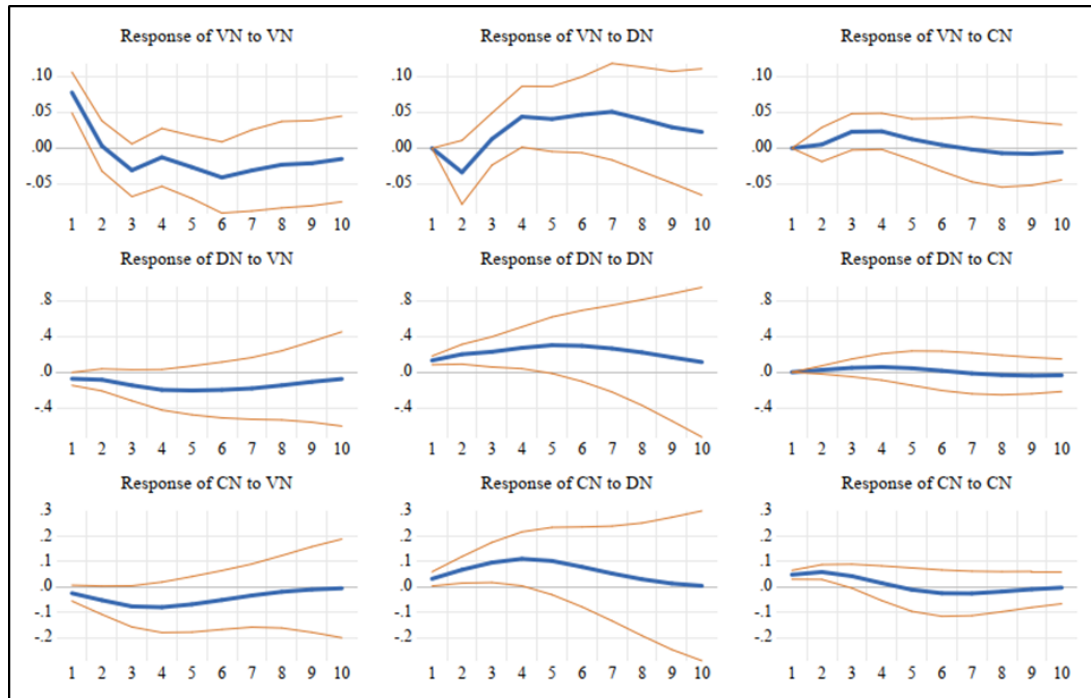 Response of VN to VN
Response of VN to DN
Response of VN to CN
.10
.05
.00
-.05
1 2 3 4 5 6 7 8 9 10
.10
.05
.00
-.05
1 2 3 4 5 6 7 8 9 10
.10
.05
.00
-.05
1 2 3 4 5 6 7 8 9 10
Response of DN to VN
Response of DN to DN
Response of DN to CN
.8
.4
.0
-.4
1 2 3 4 5 6 7 8 9 10
.8
.4
.0
-.4
1 2 3 4 5 6 7 8 9 10
.8
.4
.0
-.4
1 2 3 4 5 6 7 8 9 10
Response of CN to VN
Response of CN to DN
Response of CN to CN
.3
.2
.1
.0
-.1
-.2
1 2 3 4 5 6 7 8 9 10
.3
.2
.1
.0
-.1
-.2
1 2 3 4 5 6 7 8 9 10
.3
.2
.1
.0
-.1
-.2
1 2 3 4 5 6 7 8 9 10